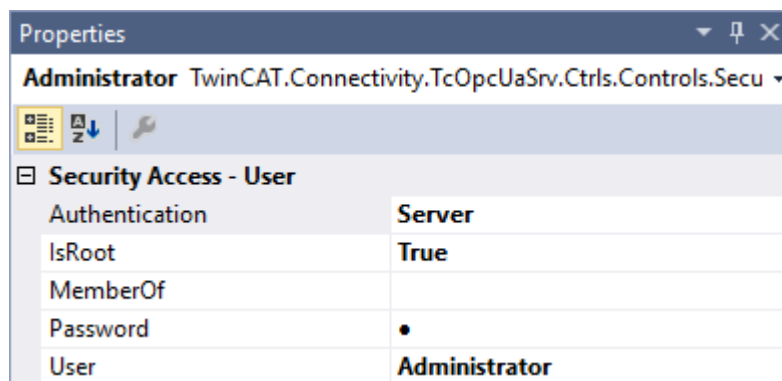 Properties
Administrator TwinCAT.Connectivity.TcOpcUaSrv.Ctrls.Controls.Secu
Security Access - User
Authentication Server
IsRoot True
MemberOf
Password ●
User Administrator